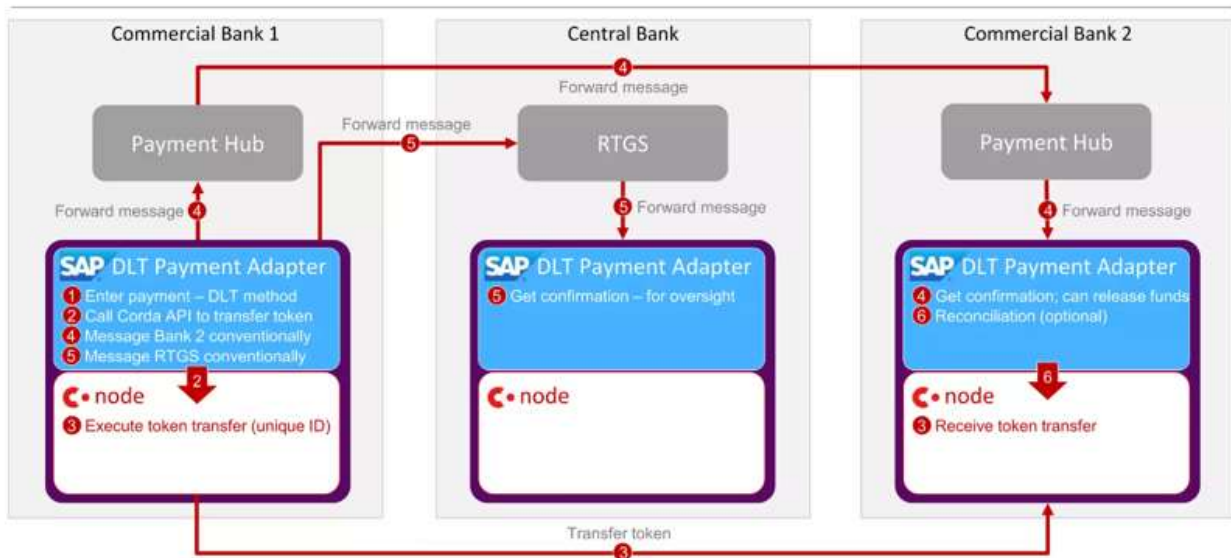 Commercial Bank 1
Central Bank
Commercial Bank 2
4
Forward message
Payment Hub
Forward message
5
RTGS
Payment Hub
Forward message 4
5 Forward message
4 Forward message
SAP DLT Payment Adapter
1 Enter payment – DLT method
2 Call Corda API to transfer token
4 Message Bank 2 conventionally
5 Message RTGS conventionally
2
node
3 Execute token transfer (unique ID)
SAP DLT Payment Adapter
5 Get confirmation – for oversight
node
SAP DLT Payment Adapter
4 Get confirmation; can release funds
6 Reconciliation (optional)
6
node
3 Receive token transfer
Transfer token
3